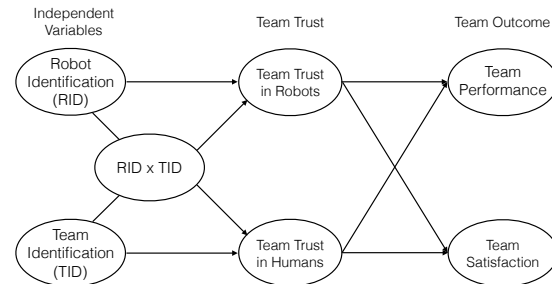 Independent
Variables
Team Trust
Team Outcome
Robot
Identification
(RID)
Team Trust
in Robots
Team
Performance
RID x TID
Team
Identification
(TID)
Team Trust
in Humans
Team
Satisfaction